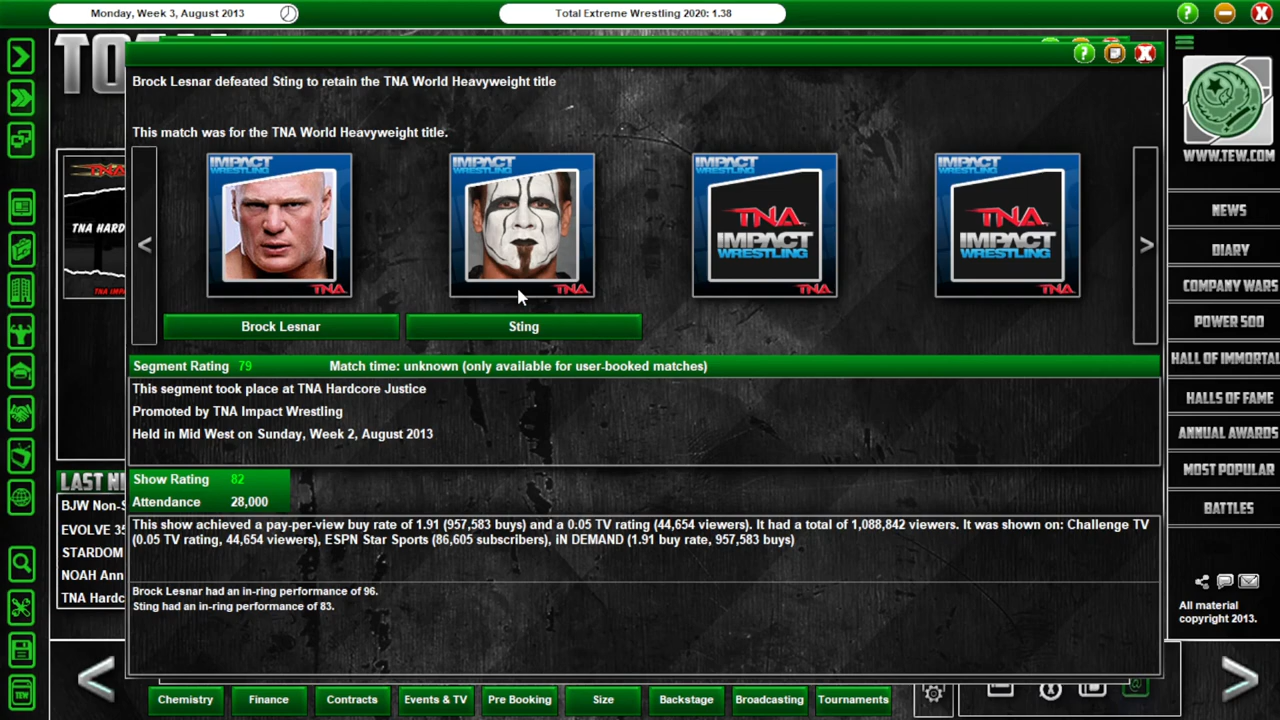 Monday, Week 3, August 2013
Total Extreme Wrestling 2020: 1.38
Brock Lesnar defeated Sting to retain the TNA World Heavyweight title
This match was for the TNA World Heavyweight title.
IMPACT WRESTLING TNA
IMPACT WRESTLING TNA
IMPACT WRESTLING TNA IMPACT WRESTLING TNA
IMPACT WRESTLING TNA IMPACT WRESTLING TNA
< >
Brock Lesnar
Sting
Segment Rating 79 Match time: unknown (only available for user-booked matches)
This segment took place at TNA Hardcore Justice
Promoted by TNA Impact Wrestling
Held in Mid West on Sunday, Week 2, August 2013
Show Rating 82
Attendance 28,000
This show achieved a pay-per-view buy rate of 1.91 (957,583 buys) and a 0.05 TV rating (44,654 viewers). It had a total of 1,088,842 viewers. It was shown on: Challenge TV
(0.05 TV rating, 44,654 viewers), ESPN Star Sports (86,605 subscribers), iN DEMAND (1.91 buy rate, 957,583 buys)
Brock Lesnar had an in-ring performance of 96.
Sting had an in-ring performance of 83.
TNA HARD
LAST NI
BJW Non-S
EVOLVE 35
STARDOM
NOAH Ann
TNA Hardc
Chemistry
Finance
Contracts
Events & TV
Pre Booking
Size
Backstage
Broadcasting
Tournaments
WWW.TEW.COM
NEWS
DIARY
COMPANY WARS
POWER 500
HALL OF IMMORTAL
HALLS OF FAME
ANNUAL AWARDS
MOST POPULAR
BATTLES
All material
copyright 2013.
TEW